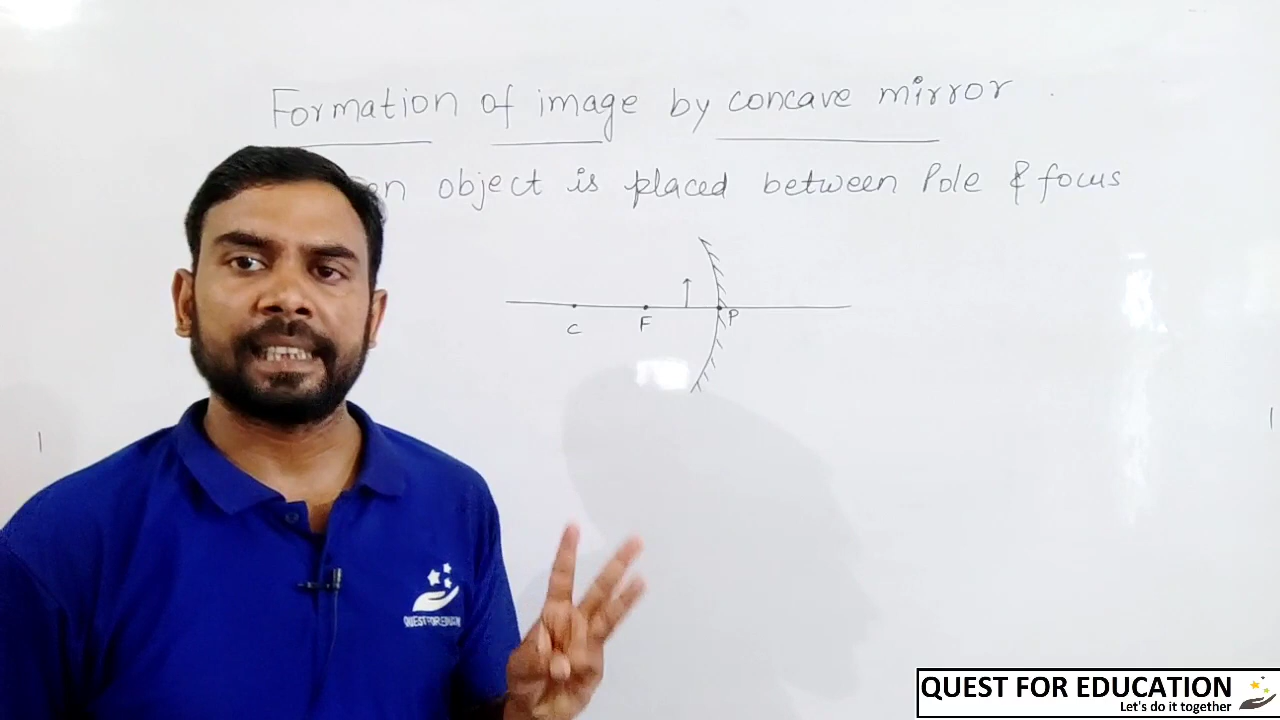 Formation of image by concave mirror
object is placed between Pole & focus
C F P
QUEST FOR EDUCATION
Let's do it together